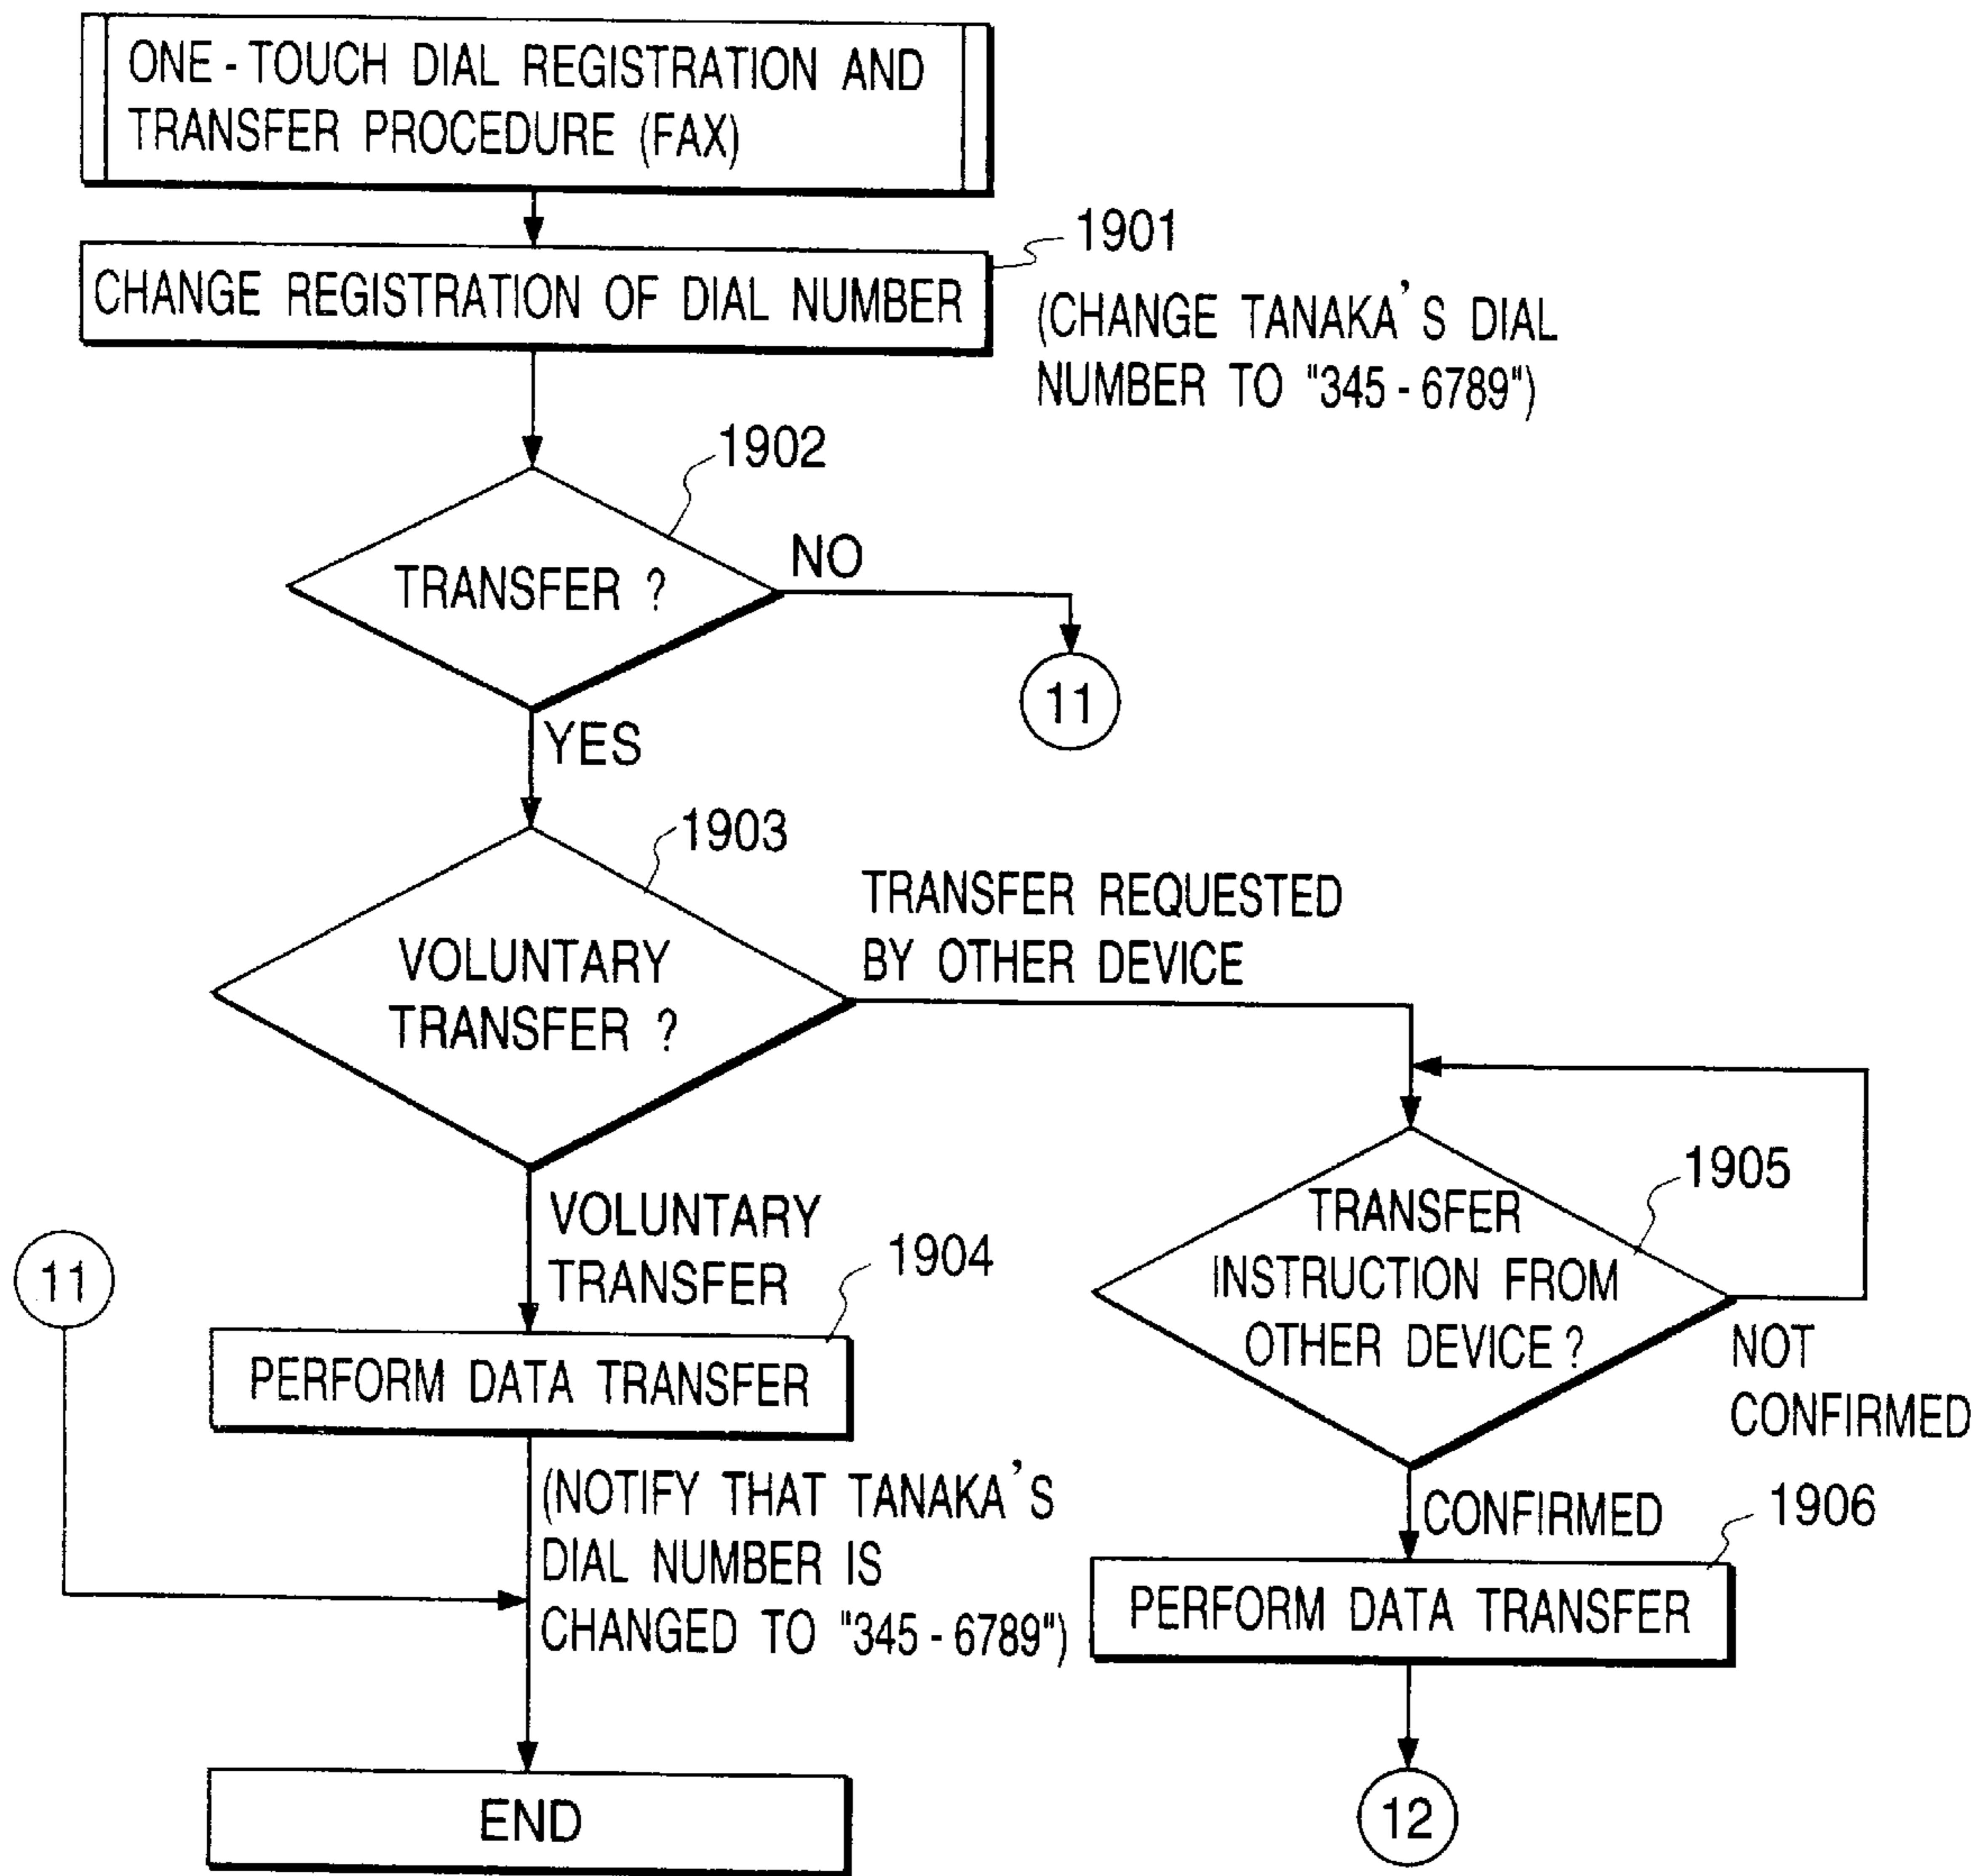 ONE - TOUCH DIAL REGISTRATION AND
TRANSFER PROCEDURE (FAX)
1901
CHANGE REGISTRATION OF DIAL NUMBER
(CHANGE TANAKA'S DIAL
NUMBER TO "345 - 6789")
1902
TRANSFER ?
NO
11
YES
1903
VOLUNTARY
TRANSFER ?
TRANSFER REQUESTED
BY OTHER DEVICE
VOLUNTARY
TRANSFER
1905
TRANSFER
INSTRUCTION FROM
OTHER DEVICE ?
NOT
CONFIRMED
11
1904
PERFORM DATA TRANSFER
(NOTIFY THAT TANAKA'S
DIAL NUMBER IS
CHANGED TO "345 - 6789")
CONFIRMED
1906
PERFORM DATA TRANSFER
END
12